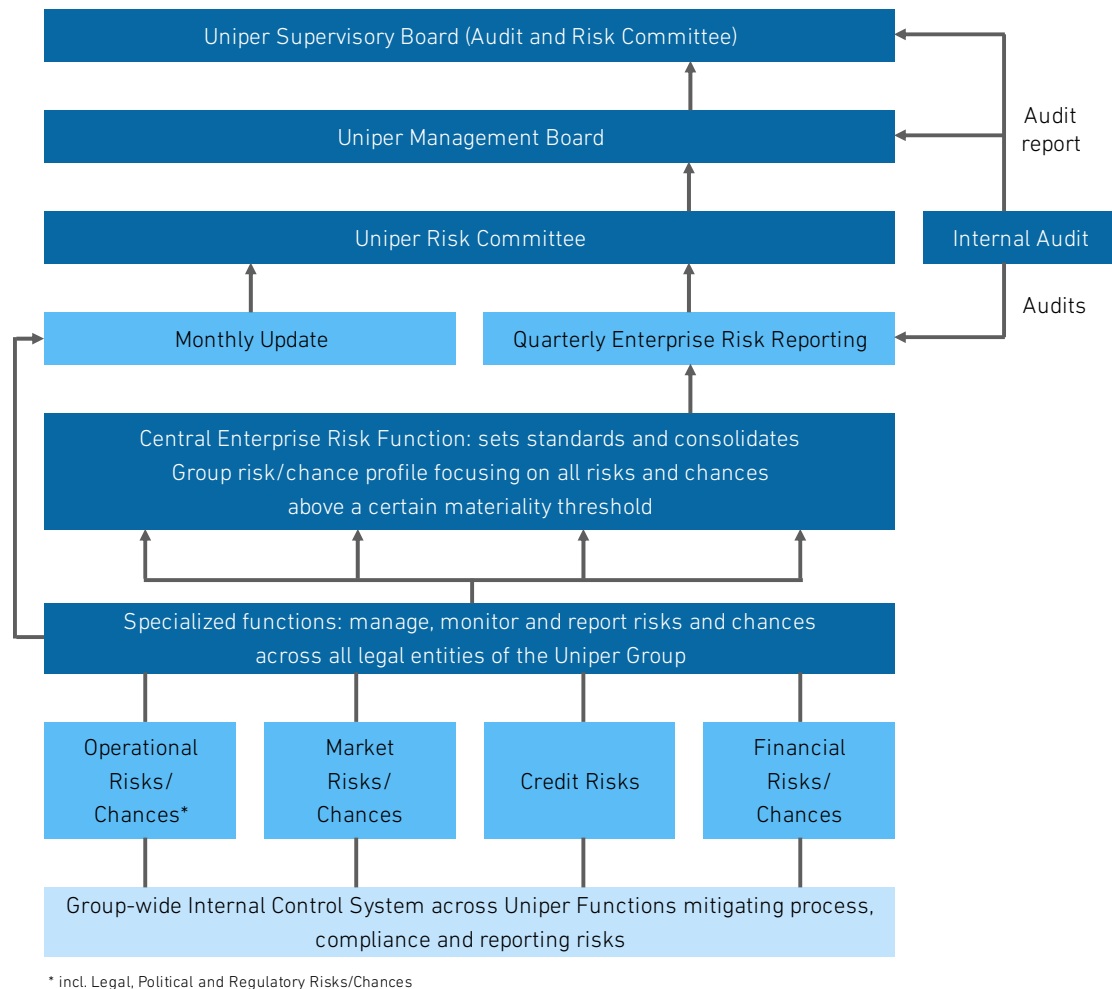 Uniper Supervisory Board (Audit and Risk Committee)
Uniper Management Board
Audit
report
Uniper Risk Committee
Internal Audit
Audits
Monthly Update
Quarterly Enterprise Risk Reporting
Central Enterprise Risk Function: sets standards and consolidates
Group risk/chance profile focusing on all risks and chances
above a certain materiality threshold
Specialized functions: manage, monitor and report risks and chances
across all legal entities of the Uniper Group
Operational
Risks/
Chances*
Market
Risks/
Chances
Credit Risks
Financial
Risks/
Chances
Group-wide Internal Control System across Uniper Functions mitigating process,
compliance and reporting risks
* incl. Legal, Political and Regulatory Risks/Chances